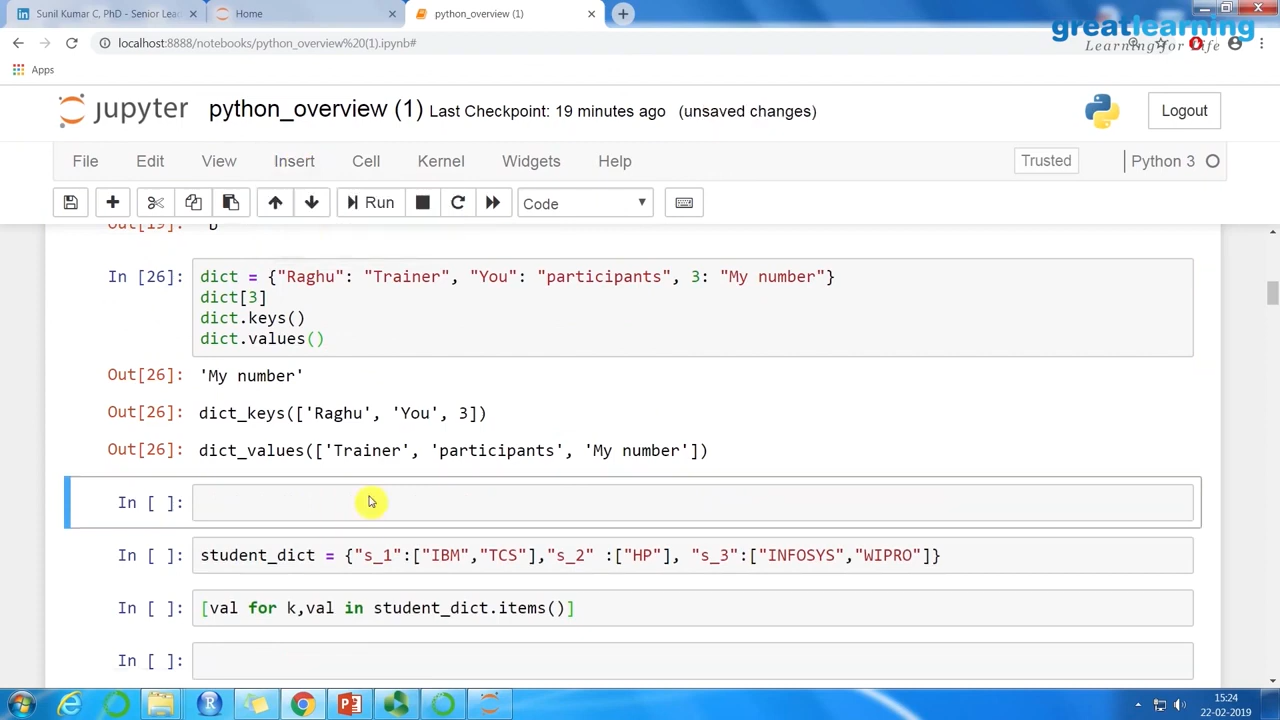 Sunil Kumar C, PhD - Senior Lea
Home
python_overview (1)
greatlearning
Learning for Life
localhost:8888/notebooks/python_overview%20(1).ipynb#
Apps
jupyter python_overview (1) Last Checkpoint: 19 minutes ago (unsaved changes)
Logout
File Edit View Insert Cell Kernel Widgets Help
Trusted
Python 3
Run
Code
Out[19]: 'b'
In [26]: dict = {"Raghu": "Trainer", "You": "participants", 3: "My number"}
dict[3]
dict.keys()
dict.values()
Out[26]: 'My number'
Out[26]: dict_keys(['Raghu', 'You', 3])
Out[26]: dict_values(['Trainer', 'participants', 'My number'])
In [ ]:
In [ ]: student_dict = {"s_1":["IBM","TCS"],"s_2" :["HP"], "s_3":["INFOSYS","WIPRO"]}
In [ ]: [val for k,val in student_dict.items()]
In [ ]:
15:24
22-02-2019